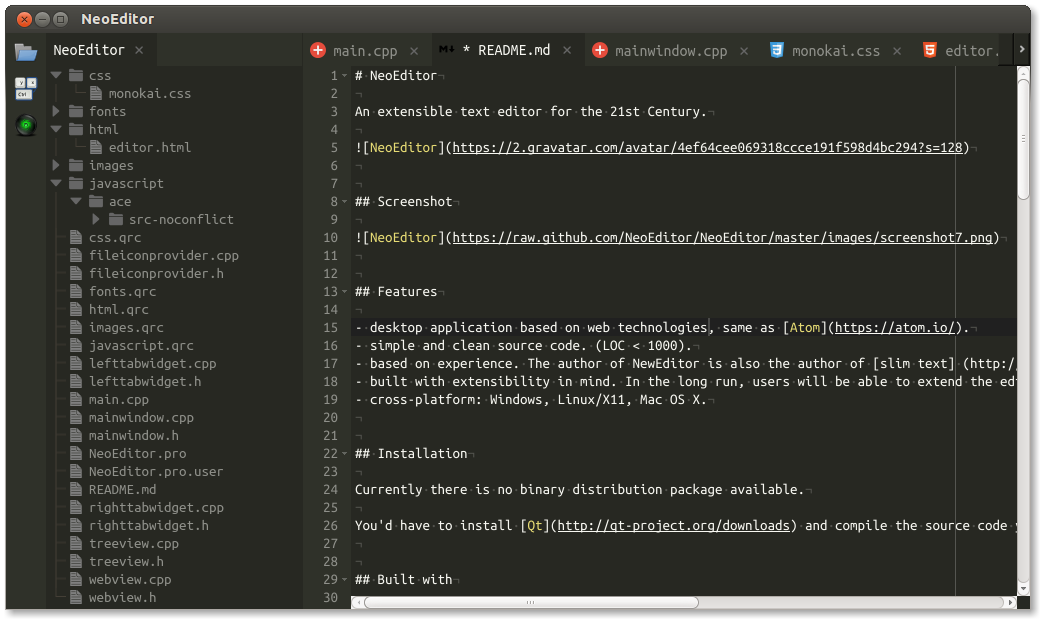 NeoEditor
NeoEditor ×
main.cpp ×
* README.md ×
mainwindow.cpp ×
monokai.css ×
editor.
css
monokai.css
fonts
html
editor.html
images
javascript
ace
src-noconflict
css.qrc
fileiconprovider.cpp
fileiconprovider.h
fonts.qrc
html.qrc
images.qrc
javascript.qrc
lefttabwidget.cpp
lefttabwidget.h
main.cpp
mainwindow.cpp
mainwindow.h
NeoEditor.pro
NeoEditor.pro.user
README.md
righttabwidget.cpp
righttabwidget.h
treeview.cpp
treeview.h
webview.cpp
webview.h
1 # NeoEditor
2
3 An extensible text editor for the 21st Century.
4
5 ![NeoEditor](https://2.gravatar.com/avatar/4ef64cee069318ccce191f598d4bc294?s=128)
6
7
8 ## Screenshot
9
10 ![NeoEditor](https://raw.github.com/NeoEditor/NeoEditor/master/images/screenshot7.png)
11
12
13 ## Features
14
15 - desktop application based on web technologies, same as [Atom](https://atom.io/).
16 - simple and clean source code. (LOC < 1000).
17 - based on experience. The author of NewEditor is also the author of [slim text] (http:/
18 - built with extensibility in mind. In the long run, users will be able to extend the ed
19 - cross-platform: Windows, Linux/X11, Mac OS X.
20
21
22 ## Installation
23
24 Currently there is no binary distribution package available.
25
26 You'd have to install [Qt](http://qt-project.org/downloads) and compile the source code
27
28
29 ## Built with
30